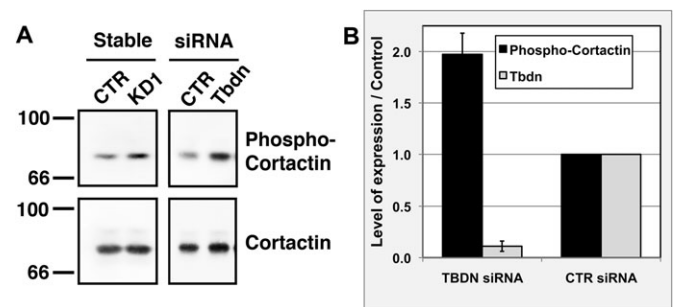 A
Stable
siRNA
CTR
KD1
CTR
Tbdn
100
66
Phospho-
Cortactin
100
66
Cortactin
B
Level of expression / Control
2.0
1.5
1.0
0.5
0.0
Phospho-Cortactin
Tbdn
TBDN siRNA
CTR siRNA